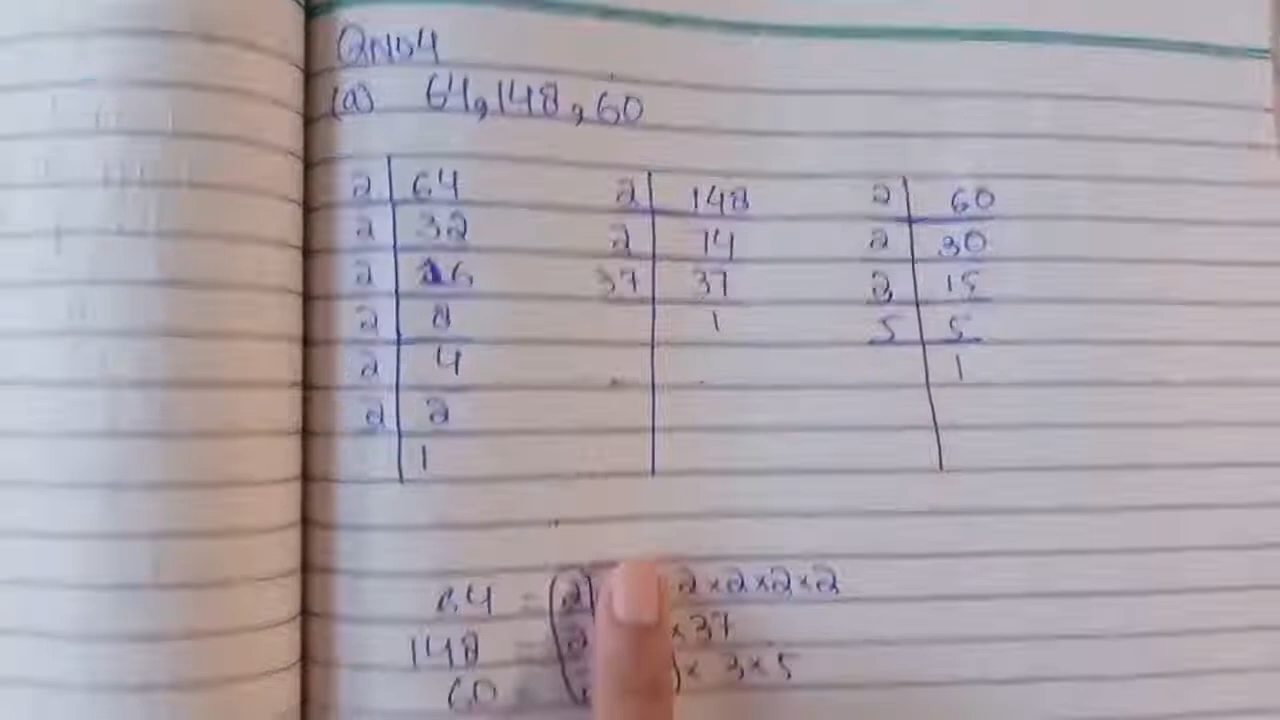 QNo4
(a) 64,148,60
2 64 2 148 2 60
2 32 2 14 2 30
2 16 37 37 3 15
2 8 1 5 5
2 4 1
2 2
1
64 = 2 2×2×2×2
148 = 2 ×37
60 = )× 3×5